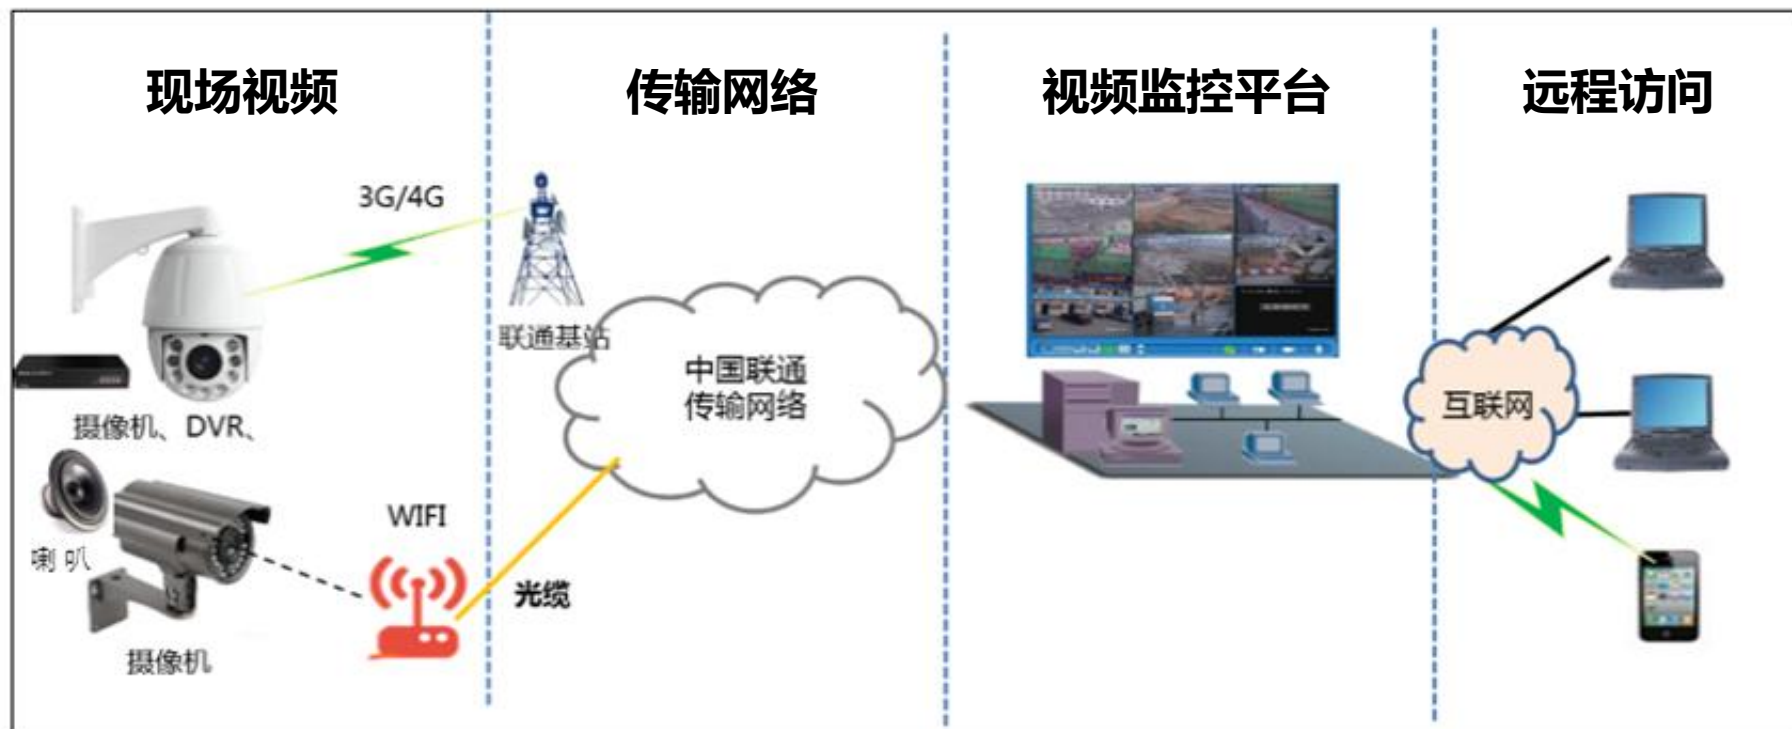 现场视频
传输网络
视频监控平台
远程访问
3G/4G
联通基站
中国联通
传输网络
互联网
摄像机、DVR、
WIFI
喇 叭
光缆
摄像机